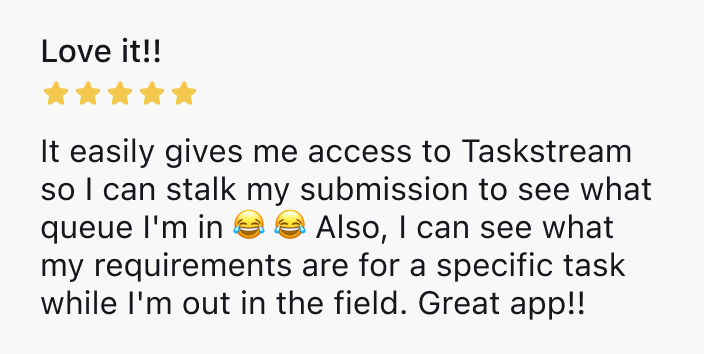 Love it!!
It easily gives me access to Taskstream
so I can stalk my submission to see what
queue I'm in 😂 😂 Also, I can see what
my requirements are for a specific task
while I'm out in the field. Great app!!